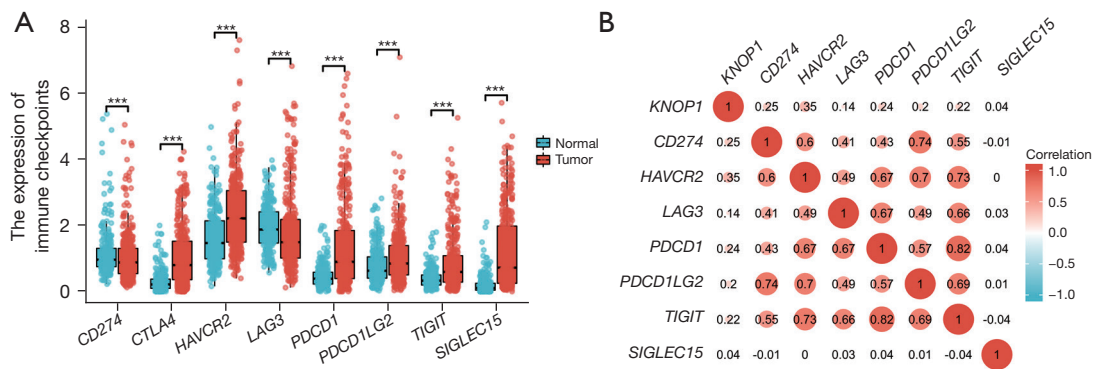 A
The expression of
immune checkpoints
8
6
4
2
0
*** *** *** *** *** *** *** ***
CD274 CTLA4 HAVCR2 LAG3 PDCD1 PDCD1LG2 TIGIT SIGLEC15
Normal
Tumor
B
KNOP1 CD274 HAVCR2 LAG3 PDCD1 PDCD1LG2 TIGIT SIGLEC15
KNOP1 1 0.25 0.35 0.14 0.24 0.2 0.22 0.04
CD274 0.25 1 0.6 0.41 0.43 0.74 0.55 -0.01
HAVCR2 0.35 0.6 1 0.49 0.67 0.7 0.73 0
LAG3 0.14 0.41 0.49 1 0.67 0.49 0.66 0.03
PDCD1 0.24 0.43 0.67 0.67 1 0.57 0.82 0.04
PDCD1LG2 0.2 0.74 0.7 0.49 0.57 1 0.69 0.01
TIGIT 0.22 0.55 0.73 0.66 0.82 0.69 1 -0.04
SIGLEC15 0.04 -0.01 0 0.03 0.04 0.01 -0.04 1
Correlation
1.0
0.5
0.0
−0.5
−1.0